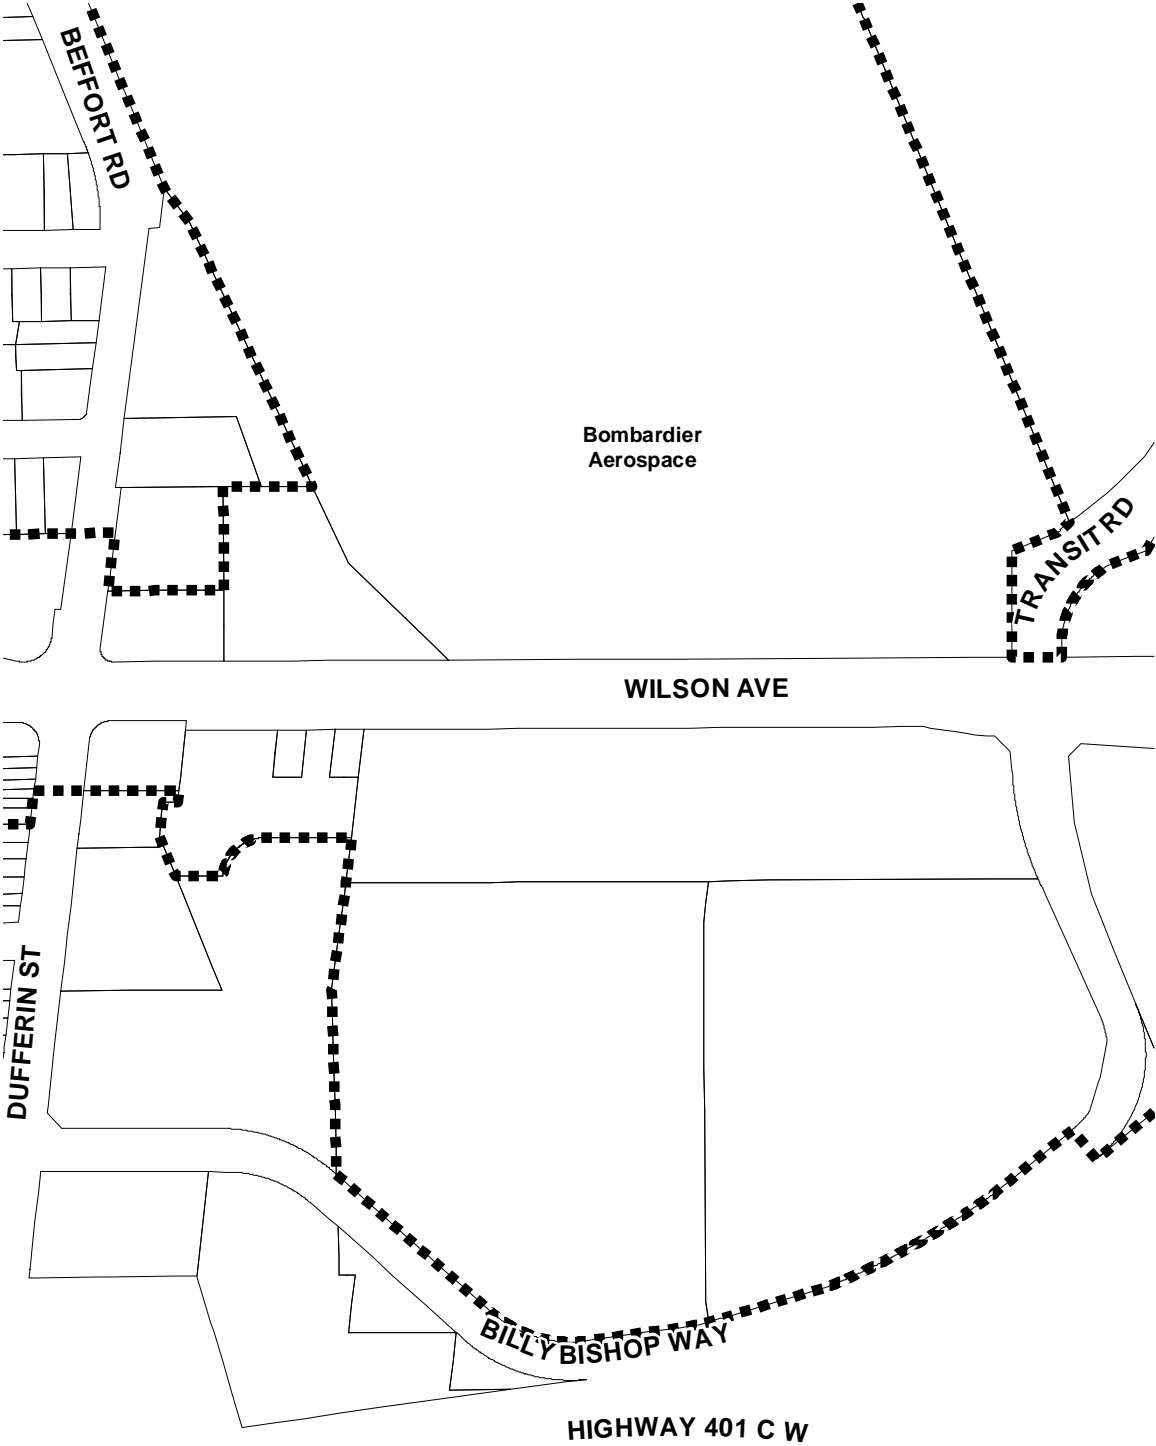 BEFFORT RD
Bombardier
Aerospace
TRANSIT RD
WILSON AVE
DUFFERIN ST
BILLY BISHOP WAY
HIGHWAY 401 C W